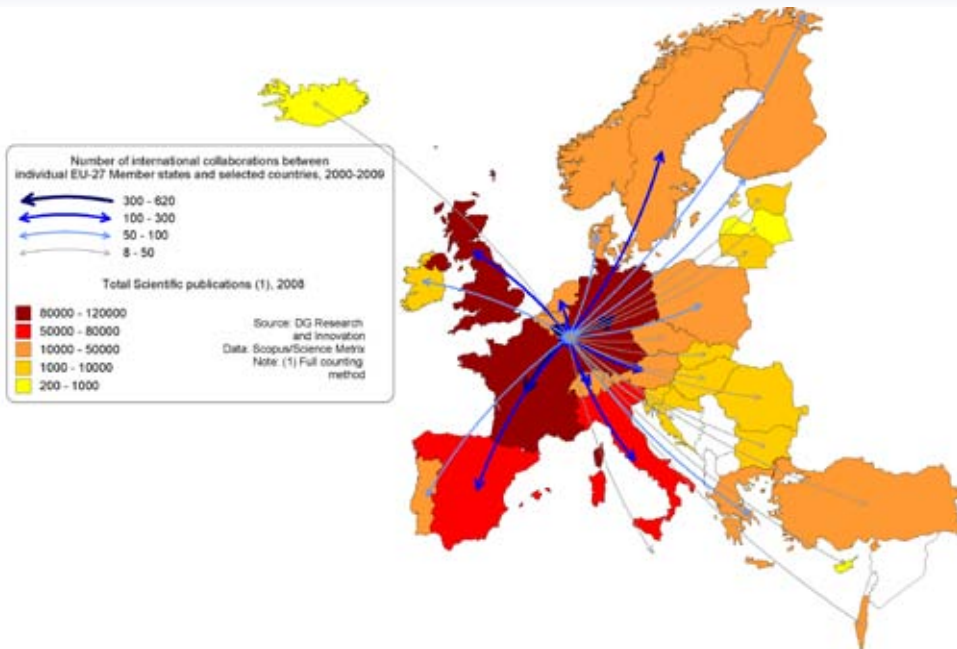 Number of international collaborations between
individual EU-27 Member states and selected countries, 2000-2009
300 - 620
100 - 300
50 - 100
8 - 50
Total Scientific publications (1), 2008
80000 - 120000
50000 - 80000
10000 - 50000
1000 - 10000
200 - 1000
Source: DG Research
and Innovation
Data: Scopus/Science Metrix
Note: (1) Full counting
method